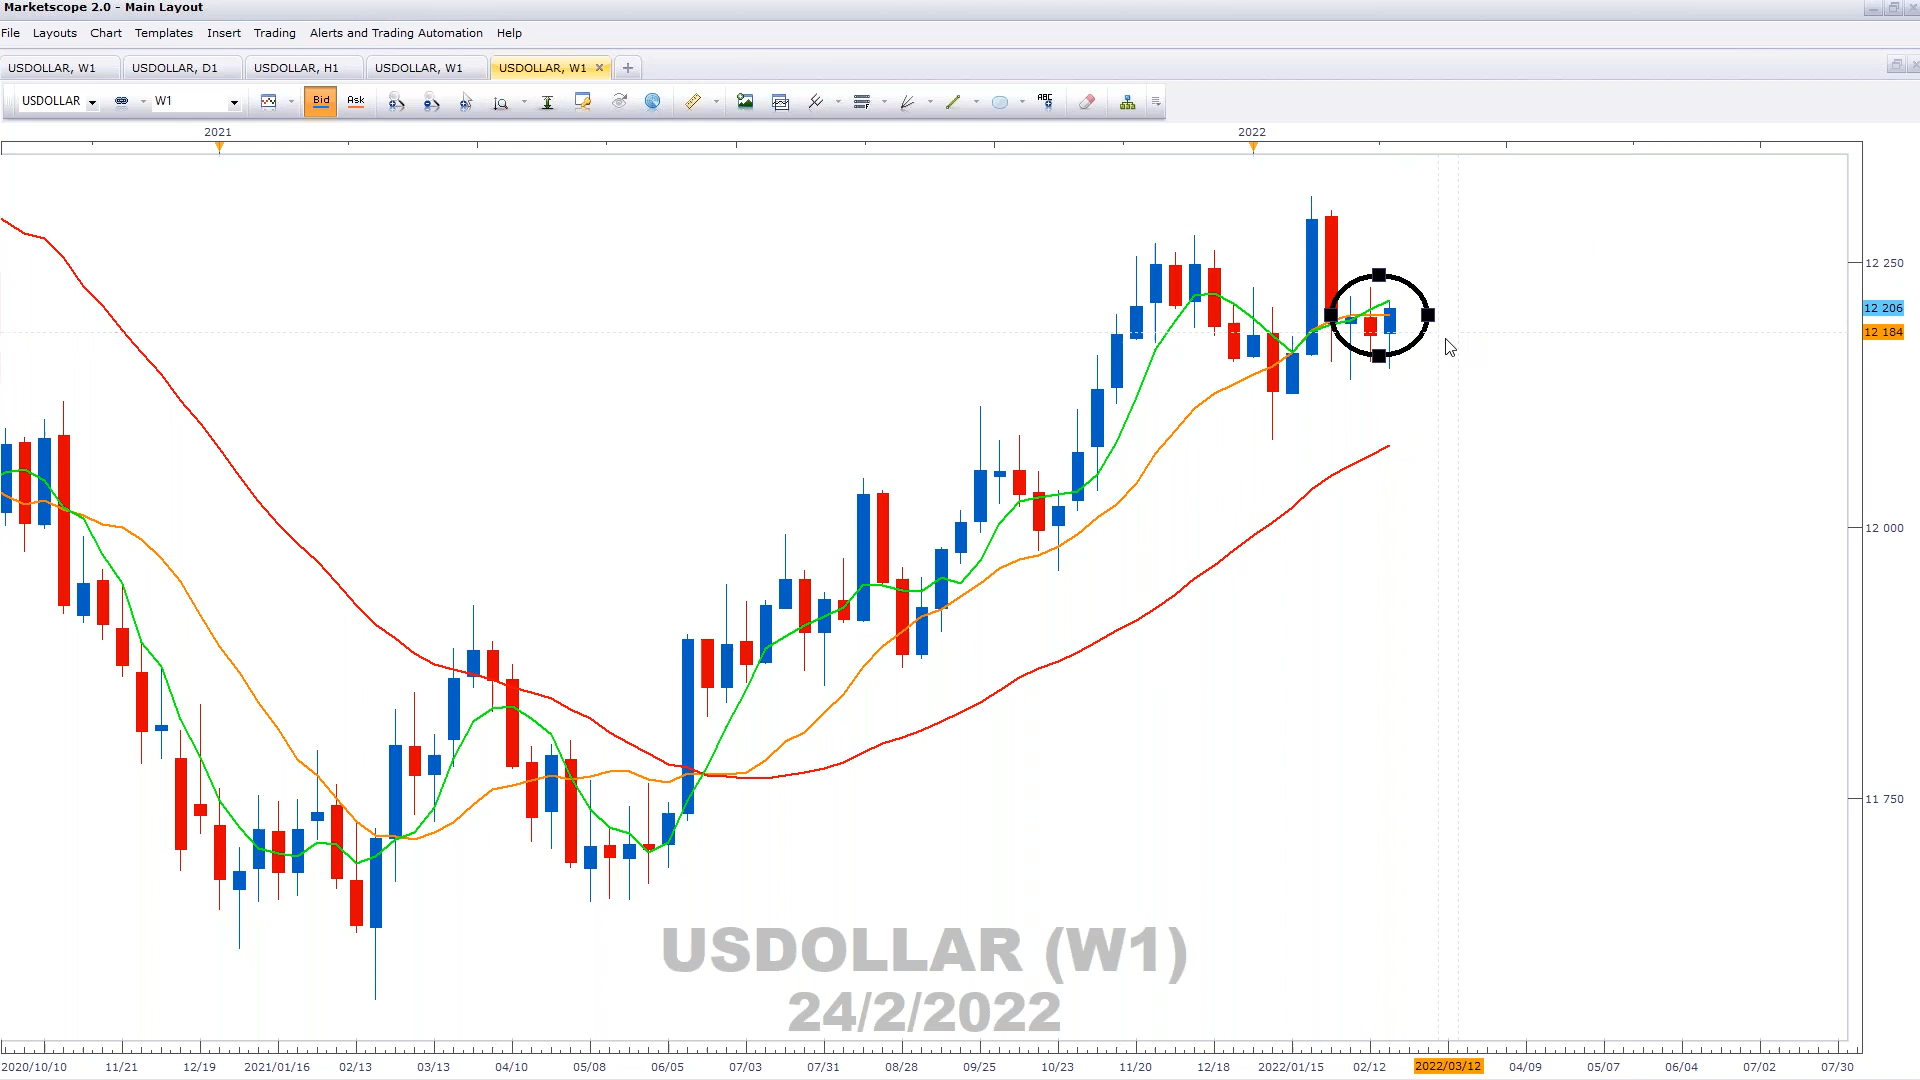 Marketscope 2.0 - Main Layout
File Layouts Chart Templates Insert Trading Alerts and Trading Automation Help
USDOLLAR, W1 USDOLLAR, D1 USDOLLAR, H1 USDOLLAR, W1 USDOLLAR, W1
USDOLLAR W1 Bid Ask ABC
2021 2022
12 250
12 206
12 184
12 000
11 750
USDOLLAR (W1)
24/2/2022
2020/10/10 11/21 12/19 2021/01/16 02/13 03/13 04/10 05/08 06/05 07/03 07/31 08/28 09/25 10/23 11/20 12/18 2022/01/15 02/12 2022/03/12 04/09 05/07 06/04 07/02 07/30